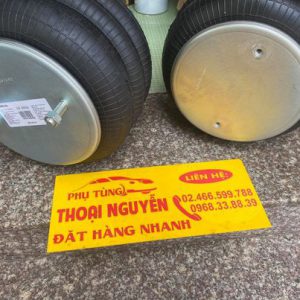 PHỤ TÙNG
THOẠI NGUYỄN
ĐẶT HÀNG NHANH
LIÊN HỆ:
02.466.599.788
0968.33.88.39